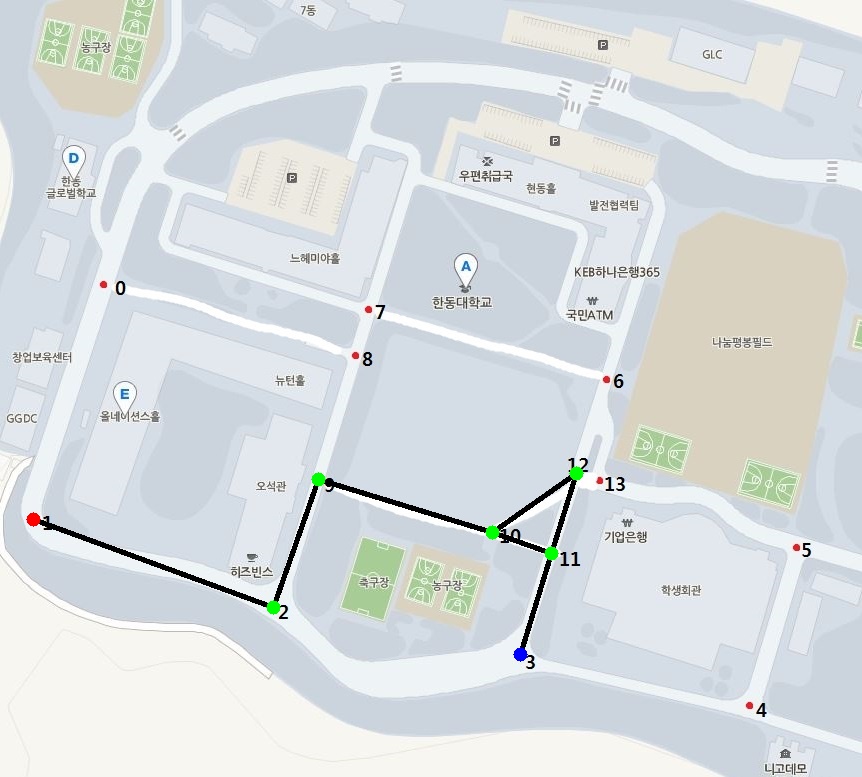 7동
농구장
P
GLC
D
한동
글로벌학교
P
P
우편취급국
현동홀
발전협력팀
느헤미야홀
A
한동대학교
KEB하나은행365
국민ATM
0
7
창업보육센터
8
뉴턴홀
나눔평봉필드
6
E
올네이션스홀
GGDC
12
9
13
오석관
1
10
기업은행
11
5
히즈빈스
축구장
농구장
학생회관
2
3
4
니고데모